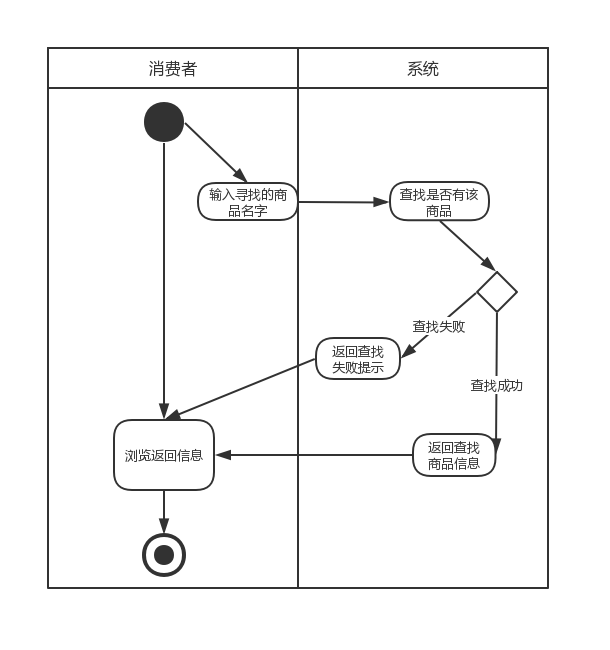 消费者
系统
输入寻找的商
品名字
查找是否有该
商品
查找失败
返回查找
失败提示
查找成功
浏览返回信息
返回查找
商品信息